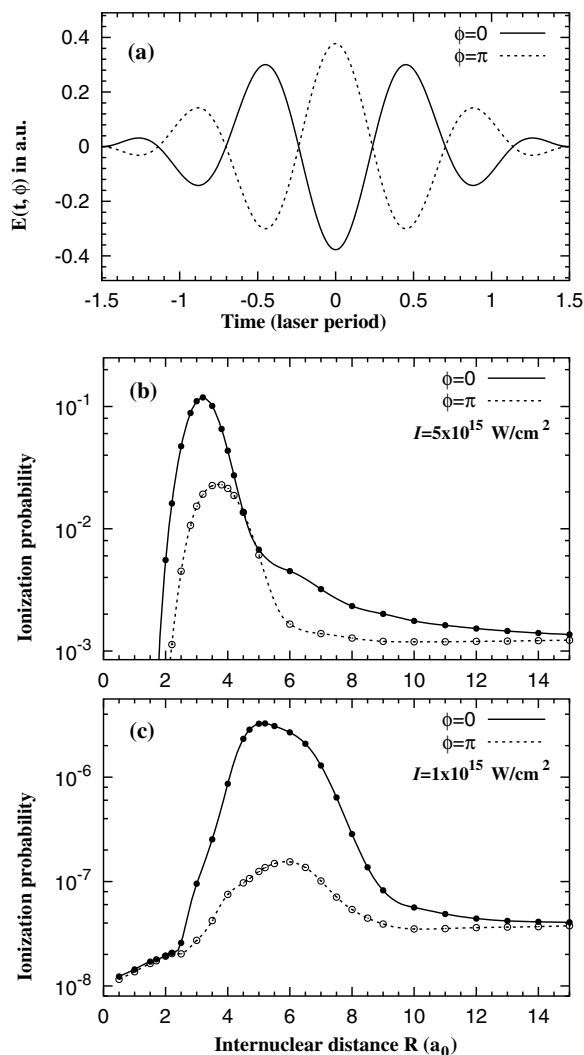 (a)
ϕ=0
ϕ=π
0.4
0.2
0
-0.2
-0.4
E(t, ϕ) in a.u.
-1.5 -1 -0.5 0 0.5 1 1.5
Time (laser period)
(b)
ϕ=0
ϕ=π
I=5x10^15 W/cm^2
10^-1
10^-2
10^-3
Ionization probability
0 2 4 6 8 10 12 14
(c)
ϕ=0
ϕ=π
I=1x10^15 W/cm^2
10^-6
10^-7
10^-8
Ionization probability
0 2 4 6 8 10 12 14
Internuclear distance R (a_0)